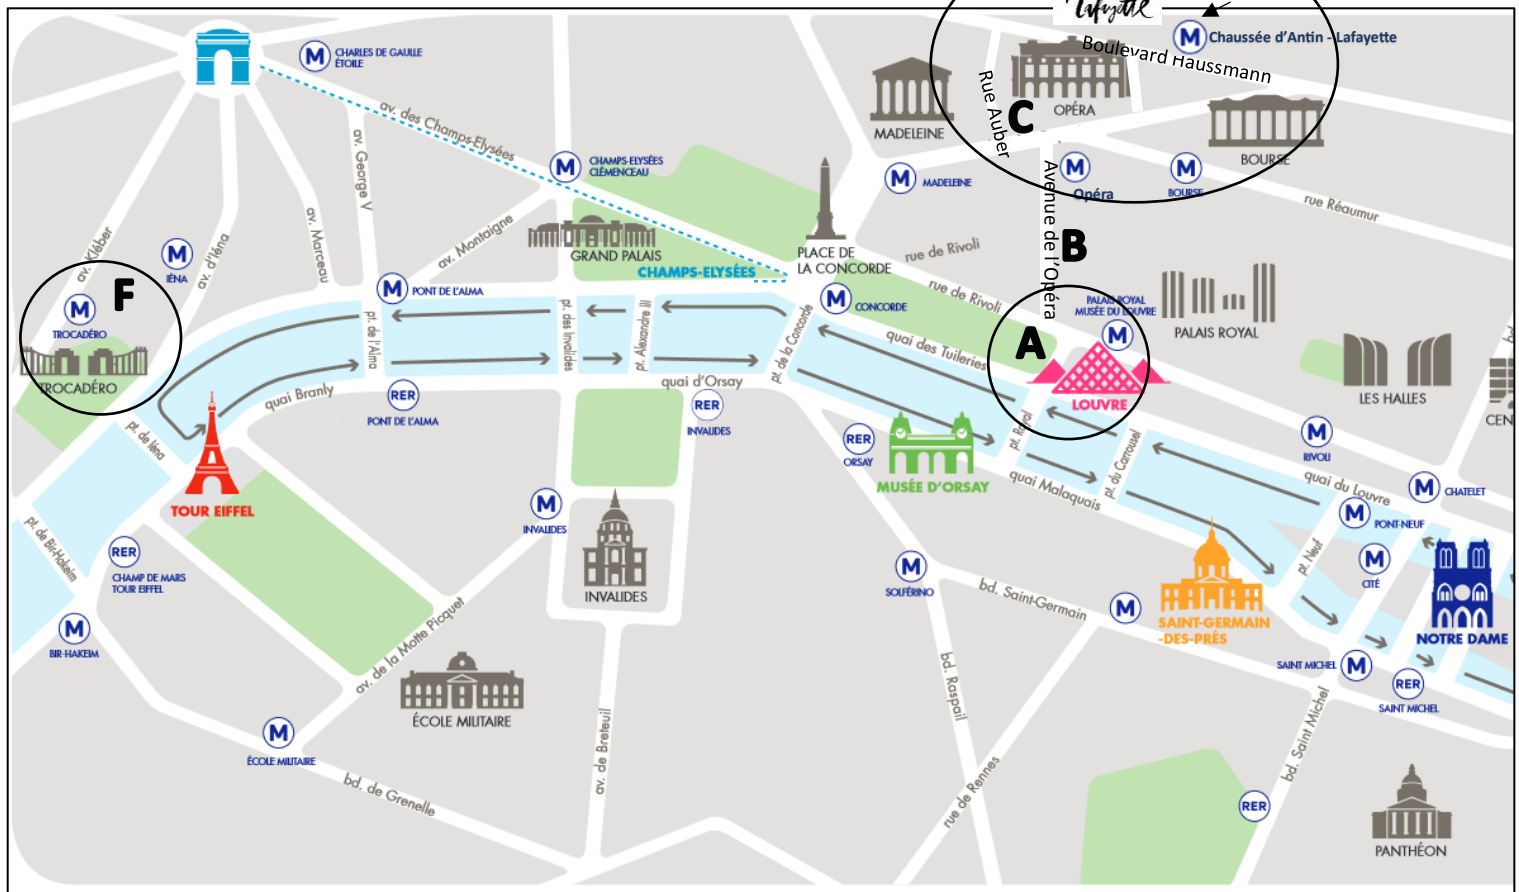 Lafayette
M
Chaussée d'Antin - Lafayette
Boulevard Haussmann
M
CHARLES DE GAULLE
ÉTOILE
av. des Champs-Elysées
MADELEINE
Rue Auber
C
OPÉRA
BOURSE
M
CHAMPS-ELYSÉES
CLÉMENCEAU
M
MADELEINE
M
Opéra
M
BOURSE
rue Réaumur
av. George V
av. Marceau
av. Montaigne
av. Kléber
av. d'Iéna
M
IÉNA
GRAND PALAIS
CHAMPS-ELYSÉES
PLACE DE
LA CONCORDE
rue de Rivoli
rue de Rivoli
Avenue de l'Opéra
B
F
M
TROCADÉRO
TROCADÉRO
M
PONT DE L'ALMA
pt. de l'Alma
pt. des Invalides
pt. Alexandre III
pt. de la Concorde
M
CONCORDE
quai des Tuileries
A
PALAIS ROYAL
MUSÉE DU LOUVRE
M
LOUVRE
PALAIS ROYAL
LES HALLES
bd
CEN
quai Branly
RER
PONT DE L'ALMA
quai d'Orsay
RER
INVALIDES
RER
ORSAY
MUSÉE D'ORSAY
pt. Royal
pt. du Carrousel
quai Malaquais
M
RIVOLI
quai du Louvre
M
CHATELET
M
PONT-NEUF
pt. Neuf
M
CITÉ
NOTRE DAME
pt. de Iéna
TOUR EIFFEL
pt. de Bir-Hakeim
RER
CHAMP DE MARS
TOUR EIFFEL
M
BIR-HAKEIM
M
INVALIDES
INVALIDES
M
SOLFÉRINO
bd. Saint-Germain
M
SAINT-GERMAIN
-DES-PRÉS
SAINT MICHEL
M
RER
SAINT MICHEL
av. de la Motte Picquet
ÉCOLE MILITAIRE
M
ÉCOLE MILITAIRE
bd. de Grenelle
av. de Breteuil
bd. Raspail
rue de Rennes
bd. Saint Michel
RER
PANTHÉON